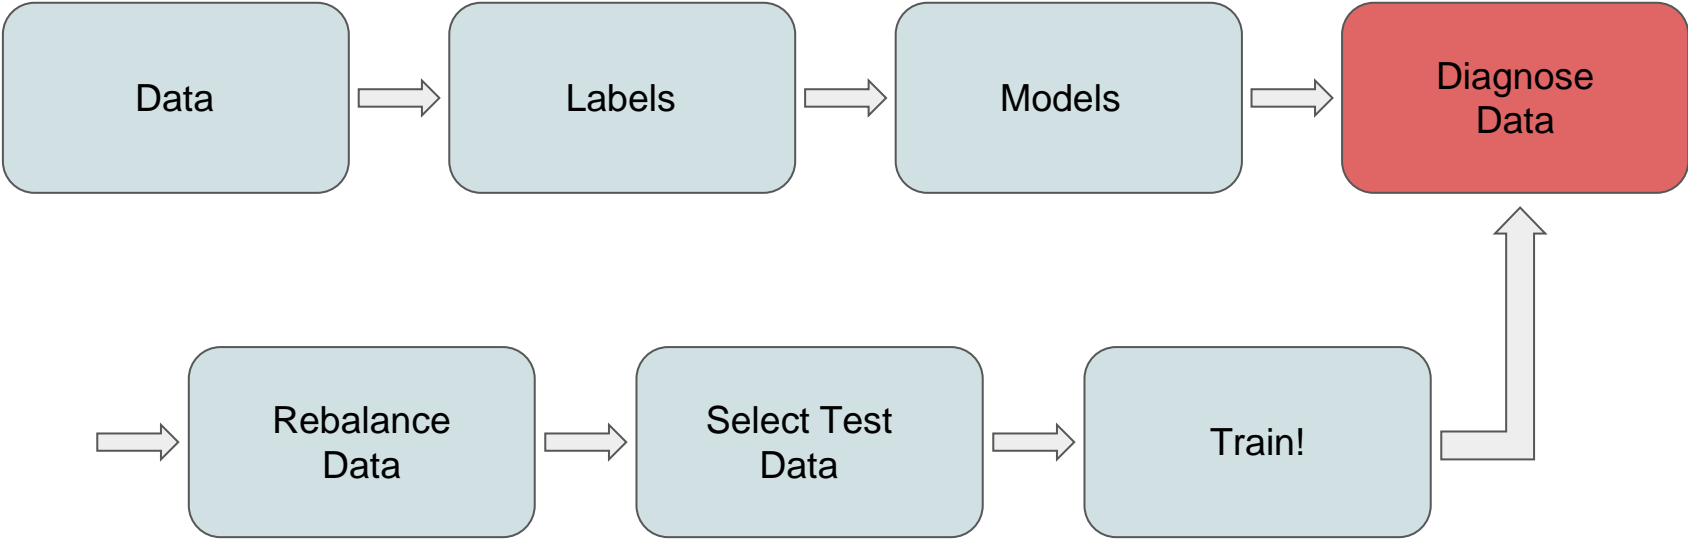 Data
Labels
Models
Diagnose
Data
Rebalance
Data
Select Test
Data
Train!